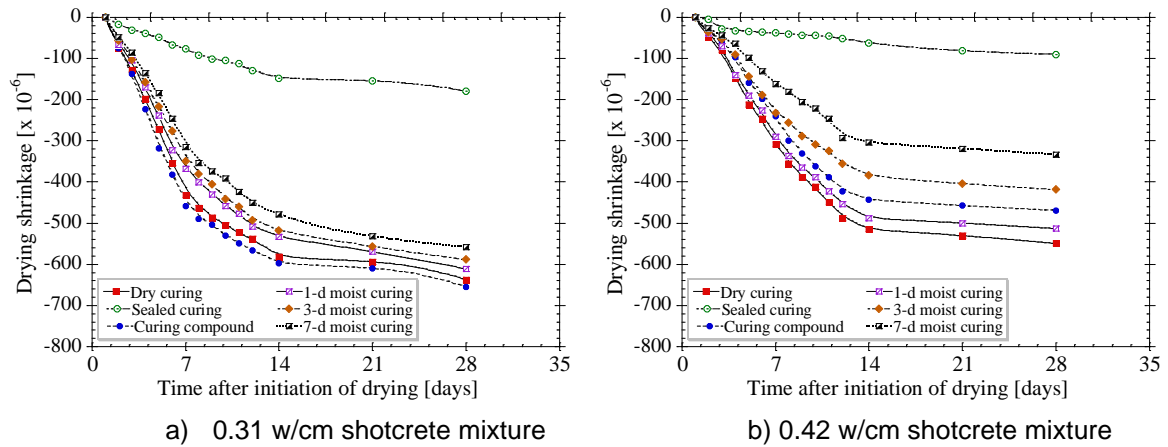 Drying shrinkage [x 10⁻⁶]
0
-100
-200
-300
-400
-500
-600
-700
-800
Dry curing
Sealed curing
Curing compound
1-d moist curing
3-d moist curing
7-d moist curing
0 7 14 21 28 35
Time after initiation of drying [days]
a) 0.31 w/cm shotcrete mixture
Drying shrinkage [x 10⁻⁶]
0
-100
-200
-300
-400
-500
-600
-700
-800
Dry curing
Sealed curing
Curing compound
1-d moist curing
3-d moist curing
7-d moist curing
0 7 14 21 28 35
Time after initiation of drying [days]
b) 0.42 w/cm shotcrete mixture